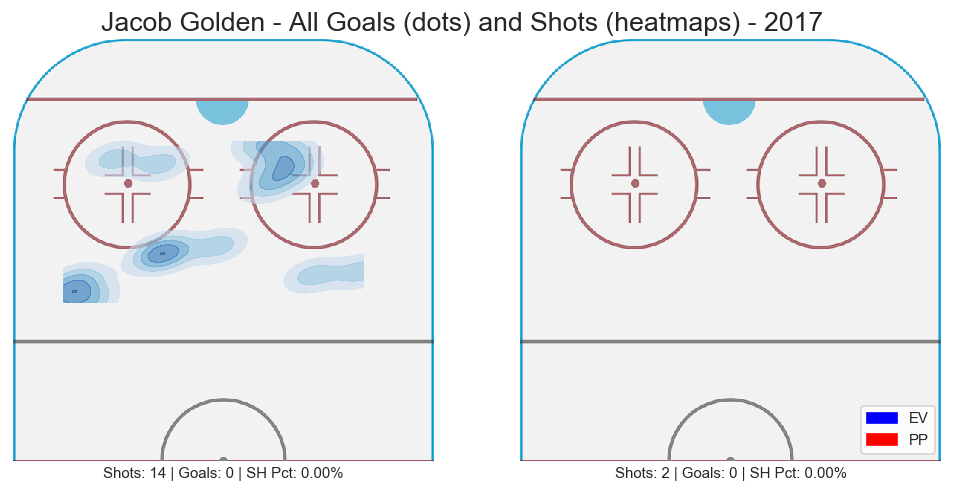 Jacob Golden - All Goals (dots) and Shots (heatmaps) - 2017
EV
PP
Shots: 14 | Goals: 0 | SH Pct: 0.00%
Shots: 2 | Goals: 0 | SH Pct: 0.00%